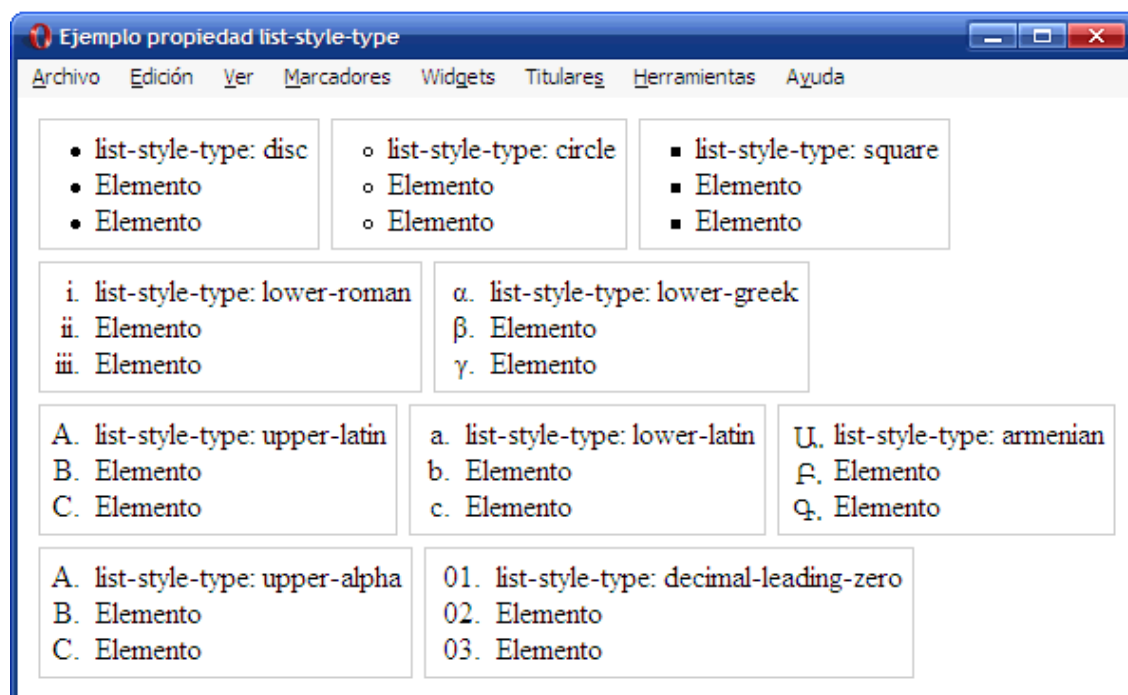 Ejemplo propiedad list-style-type
Archivo Edición Ver Marcadores Widgets Titulares Herramientas Ayuda
• list-style-type: disc
• Elemento
• Elemento
◦ list-style-type: circle
◦ Elemento
◦ Elemento
▪ list-style-type: square
▪ Elemento
▪ Elemento
i. list-style-type: lower-roman
ii. Elemento
iii. Elemento
α. list-style-type: lower-greek
β. Elemento
γ. Elemento
A. list-style-type: upper-latin
B. Elemento
C. Elemento
a. list-style-type: lower-latin
b. Elemento
c. Elemento
Ա. list-style-type: armenian
Բ. Elemento
Գ. Elemento
A. list-style-type: upper-alpha
B. Elemento
C. Elemento
01. list-style-type: decimal-leading-zero
02. Elemento
03. Elemento